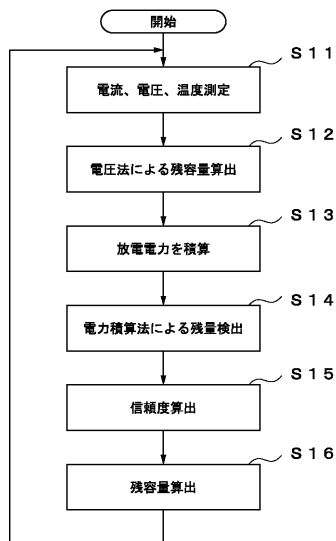 開始
S11
電流、電圧、温度測定
S12
電圧法による残容量算出
S13
放電電力を積算
S14
電力積算法による残量検出
S15
信頼度算出
S16
残容量算出